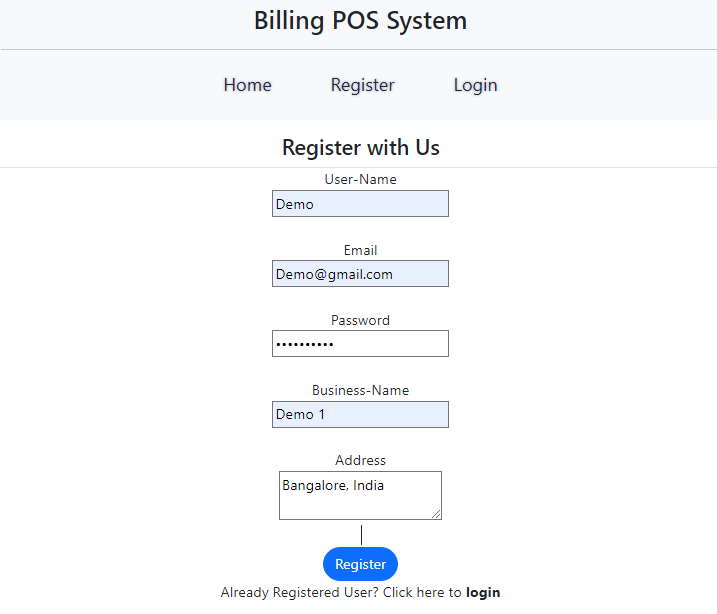 Billing POS System
Home Register Login
Register with Us
User-Name
Demo
Email
Demo@gmail.com
Password
••••••••••
Business-Name
Demo 1
Address
Bangalore, India
Register
Already Registered User? Click here to login